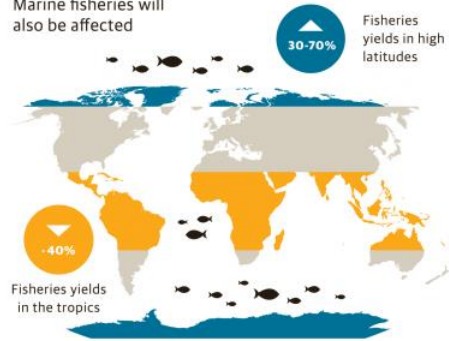 Marine fisheries will
also be affected
30-70%
Fisheries
yields in high
latitudes
-40%
Fisheries yields
in the tropics